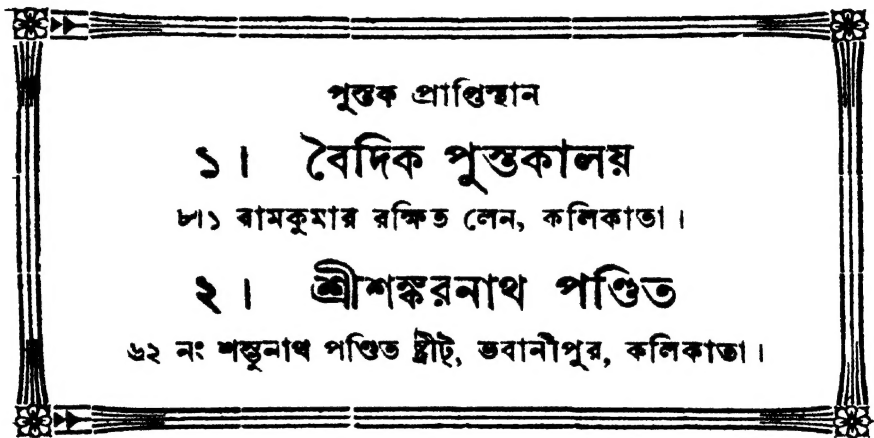 পুস্তক প্রাপ্তিস্থান
১। বৈদিক পুস্তকালয়
৮।১ রামকুমার রক্ষিত লেন, কলিকাতা।
২। শ্রীশঙ্করনাথ পণ্ডিত
৬২ নং শম্ভুনাথ পণ্ডিত ষ্ট্রীট্, ভবানীপুর, কলিকাতা।